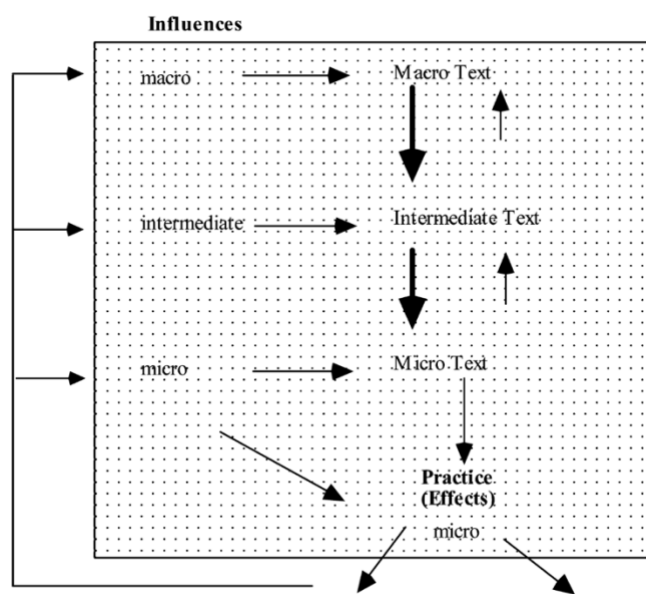 Influences
macro
Macro Text
intermediate
Intermediate Text
micro
Micro Text
Practice
(Effects)
micro